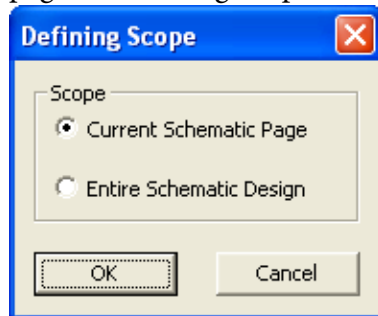 Defining Scope
Scope
Current Schematic Page
Entire Schematic Design
OK
Cancel